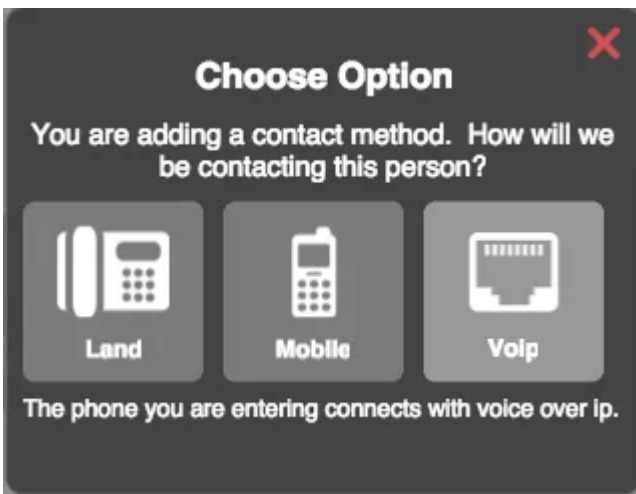 Choose Option
You are adding a contact method. How will we
be contacting this person?
Land
Mobile
Voip
The phone you are entering connects with voice over ip.